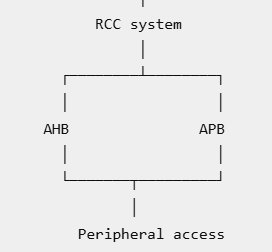 RCC system
AHB APB
Peripheral access